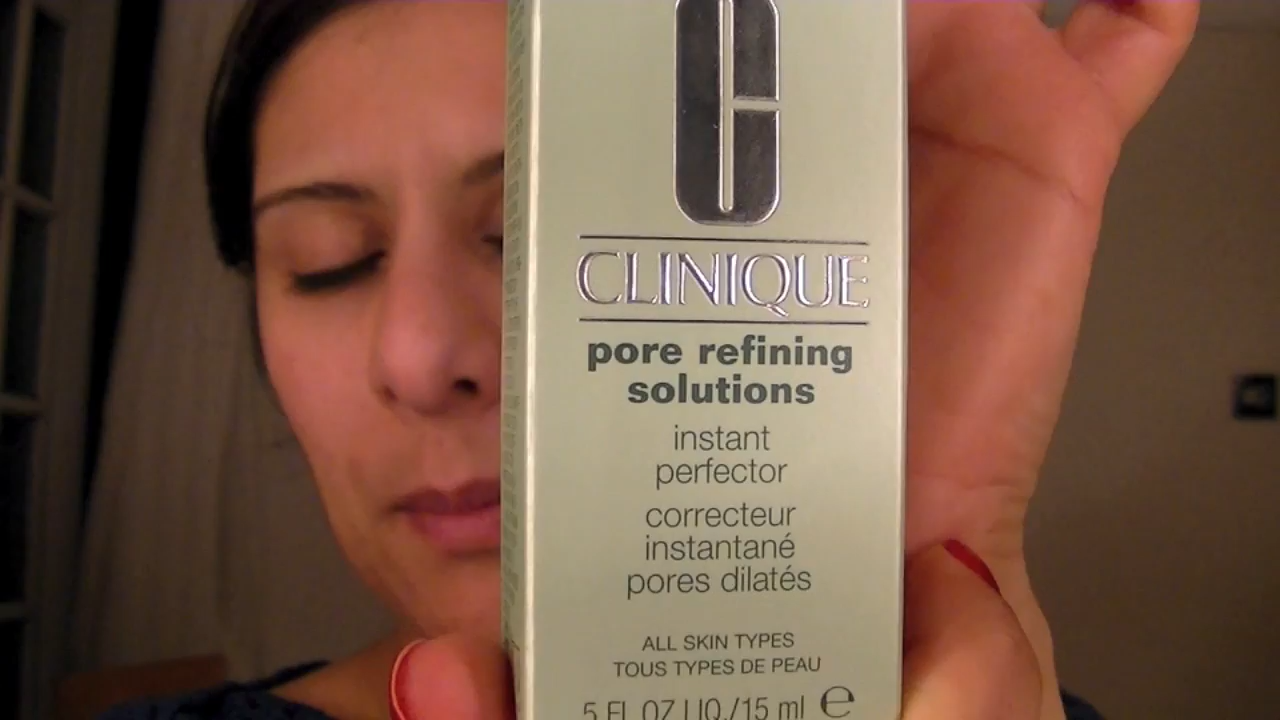 CLINIQUE
pore refining
solutions
instant
perfector
correcteur
instantané
pores dilatés
ALL SKIN TYPES
TOUS TYPES DE PEAU
5 FL OZ LIQ./15 ml e